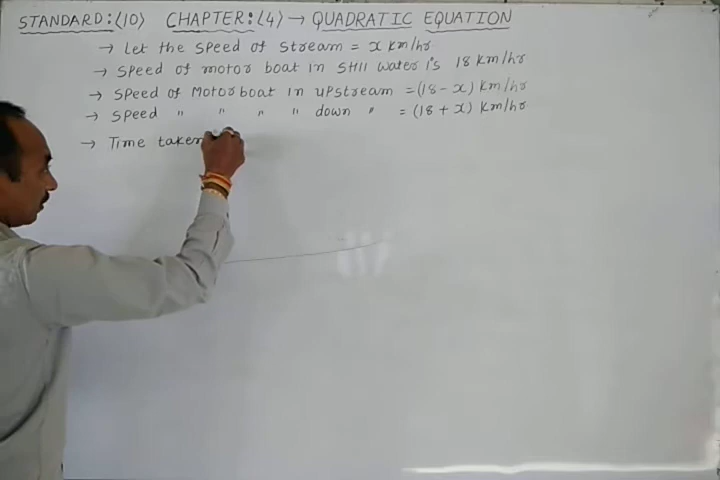 STANDARD:(10) CHAPTER:(4) → QUADRATIC EQUATION
→ Let the speed of stream = x km/hr
→ speed of motor boat in still water is 18 km/hr
→ speed of Motor boat in upstream = (18 - x) km/hr
→ speed " " " " down " = (18 + x) km/hr
→ Time taken